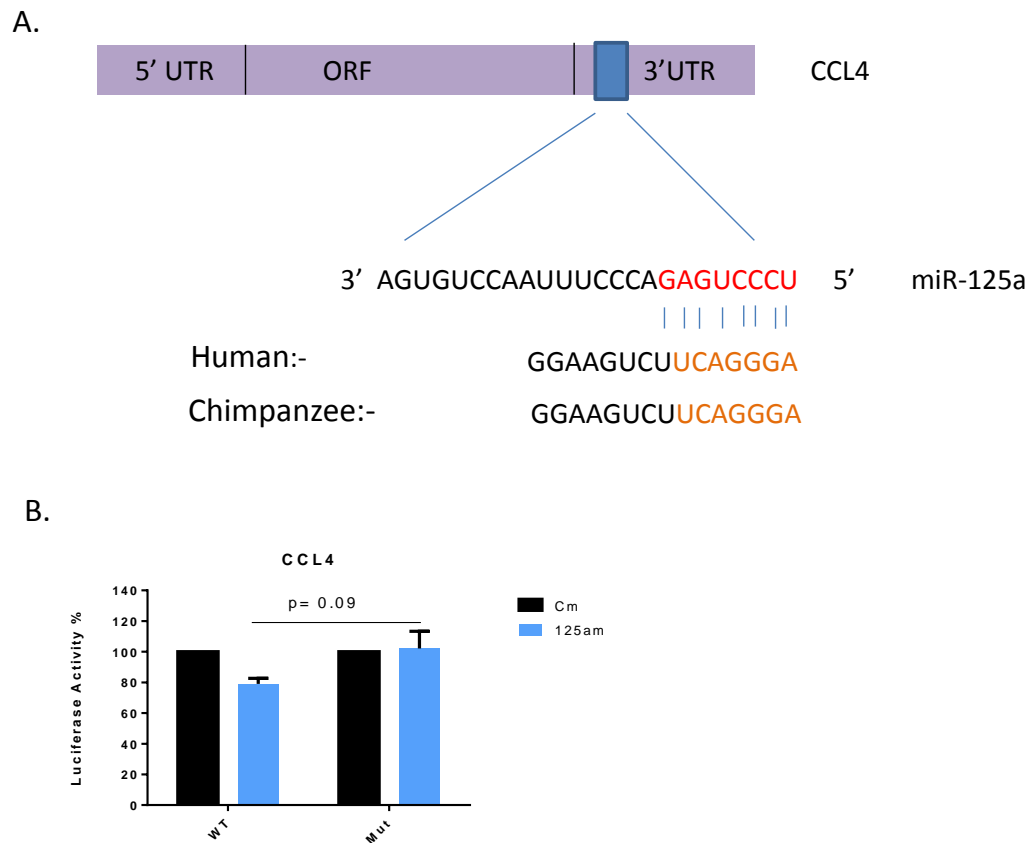 A.
5’ UTR ORF 3’UTR CCL4
3’ AGUGUCCAAUUUCCCAGAGUCCCU 5’ miR-125a
Human:- GGAAGUCUUCAGGGA
Chimpanzee:- GGAAGUCUUCAGGGA
B.
CCL4
p= 0.09
Cm
125am
Luciferase Activity %
140
120
100
80
60
40
20
0
WT Mut